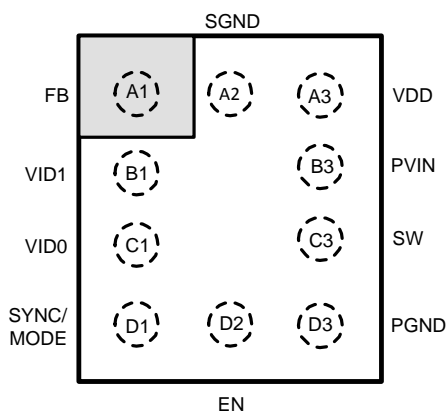 SGND
FB A1 A2 A3 VDD
VID1 B1 B3 PVIN
VID0 C1 C3 SW
SYNC/
MODE D1 D2 D3 PGND
EN